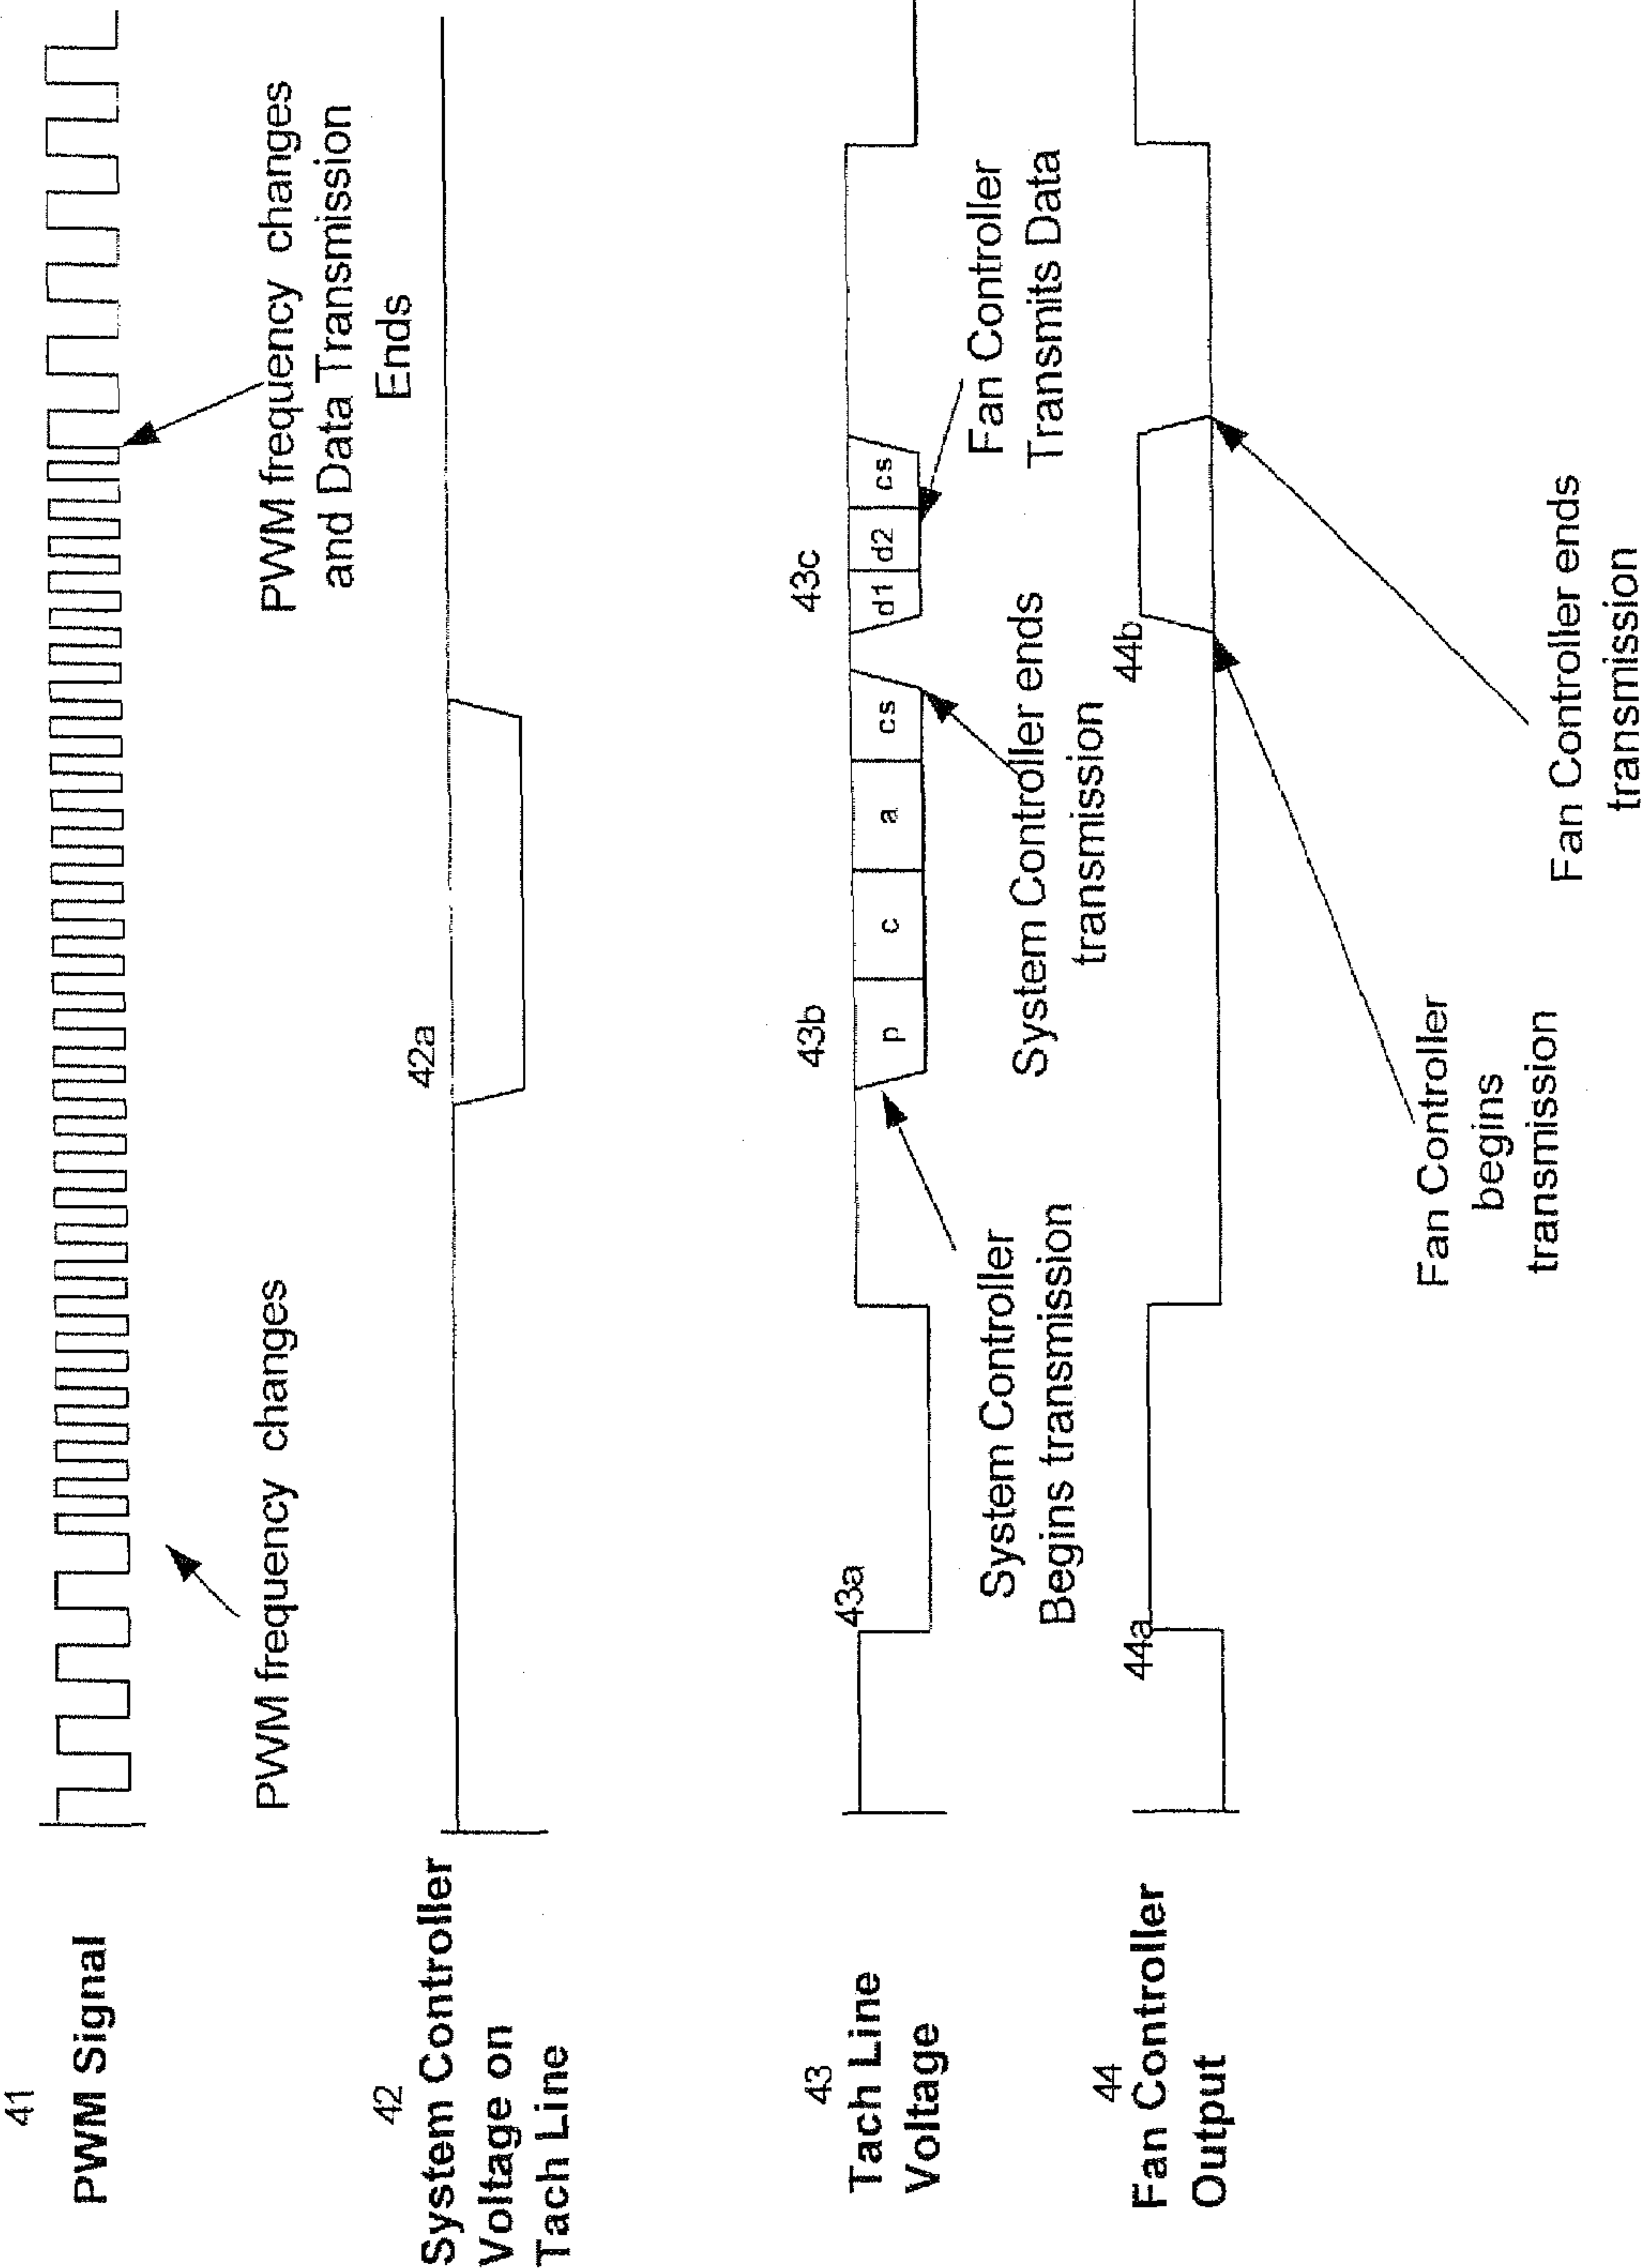 41
PWM Signal
PWM frequency changes
PWM frequency changes
and Data Transmission
Ends
42
System Controller
Voltage on
Tach Line
42a
43
Tach Line
Voltage
43a
43b
43c
p
c
a
cs
d1
d2
cs
System Controller
Begins transmission
System Controller ends
transmission
Fan Controller
Transmits Data
44
Fan Controller
Output
44a
44b
Fan Controller
begins
transmission
Fan Controller ends
transmission